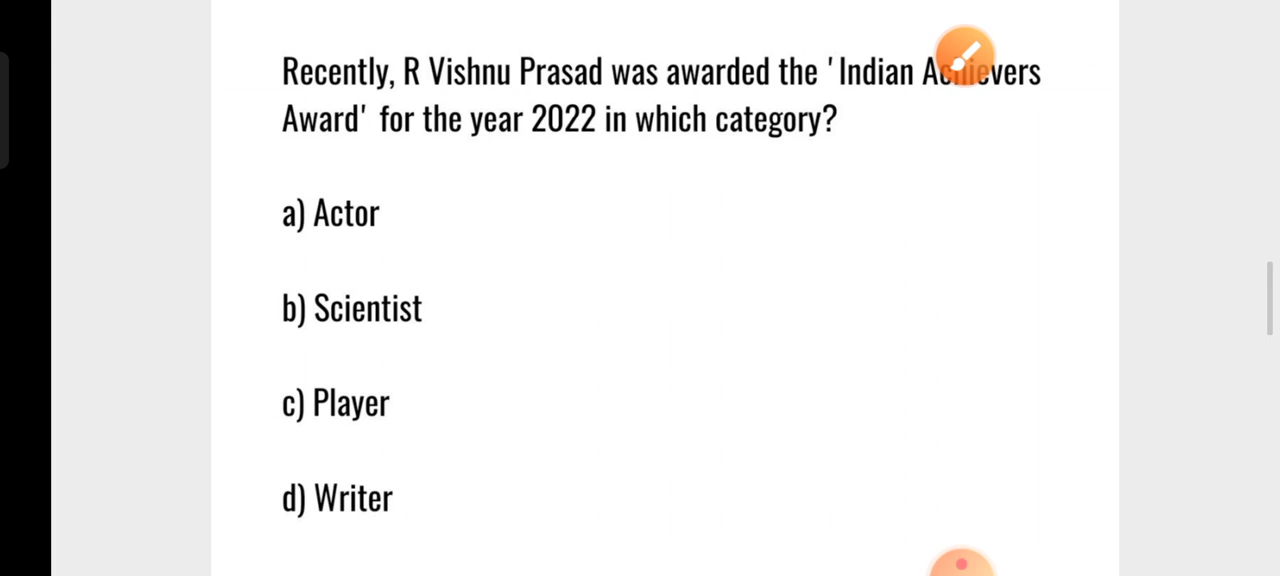 Recently, R Vishnu Prasad was awarded the 'Indian Achievers
Award' for the year 2022 in which category?
a) Actor
b) Scientist
c) Player
d) Writer